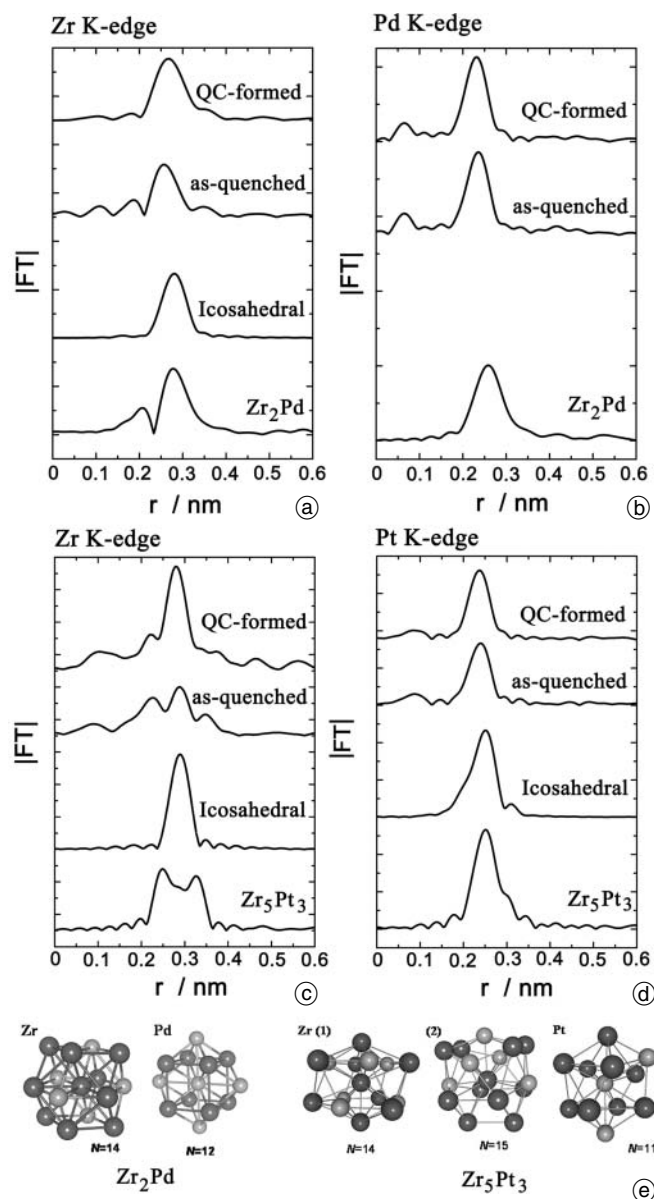 Zr K-edge
QC-formed
as-quenched
Icosahedral
Zr₂Pd
|FT|
0 0.1 0.2 0.3 0.4 0.5 0.6
r / nm
ⓐ
Pd K-edge
QC-formed
as-quenched
Zr₂Pd
|FT|
0 0.1 0.2 0.3 0.4 0.5 0.6
r / nm
ⓑ
Zr K-edge
QC-formed
as-quenched
Icosahedral
Zr₅Pt₃
|FT|
0 0.1 0.2 0.3 0.4 0.5 0.6
r / nm
ⓒ
Pt K-edge
QC-formed
as-quenched
Icosahedral
Zr₅Pt₃
|FT|
0 0.1 0.2 0.3 0.4 0.5 0.6
r / nm
ⓓ
Zr Pd Zr (1) (2) Pt
N=14 N=12 N=14 N=15 N=11
Zr₂Pd Zr₅Pt₃
ⓔ